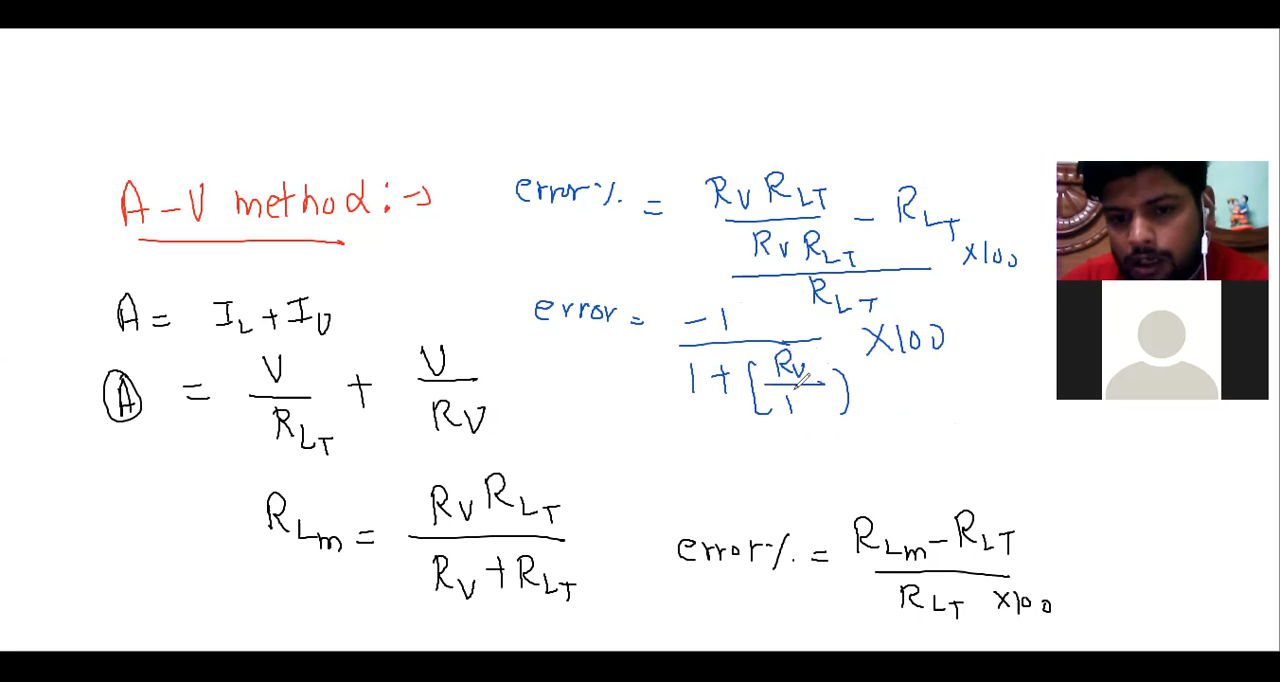 A-V method :→
A = I_L + I_V
A = V/R_LT + V/R_V
R_Lm = R_V R_LT / R_V + R_LT
error% = R_V R_LT / R_V R_LT - R_LT / R_LT ×100
error = -1 / 1 + [R_V / 1) ×100
error% = R_Lm - R_LT / R_LT ×100